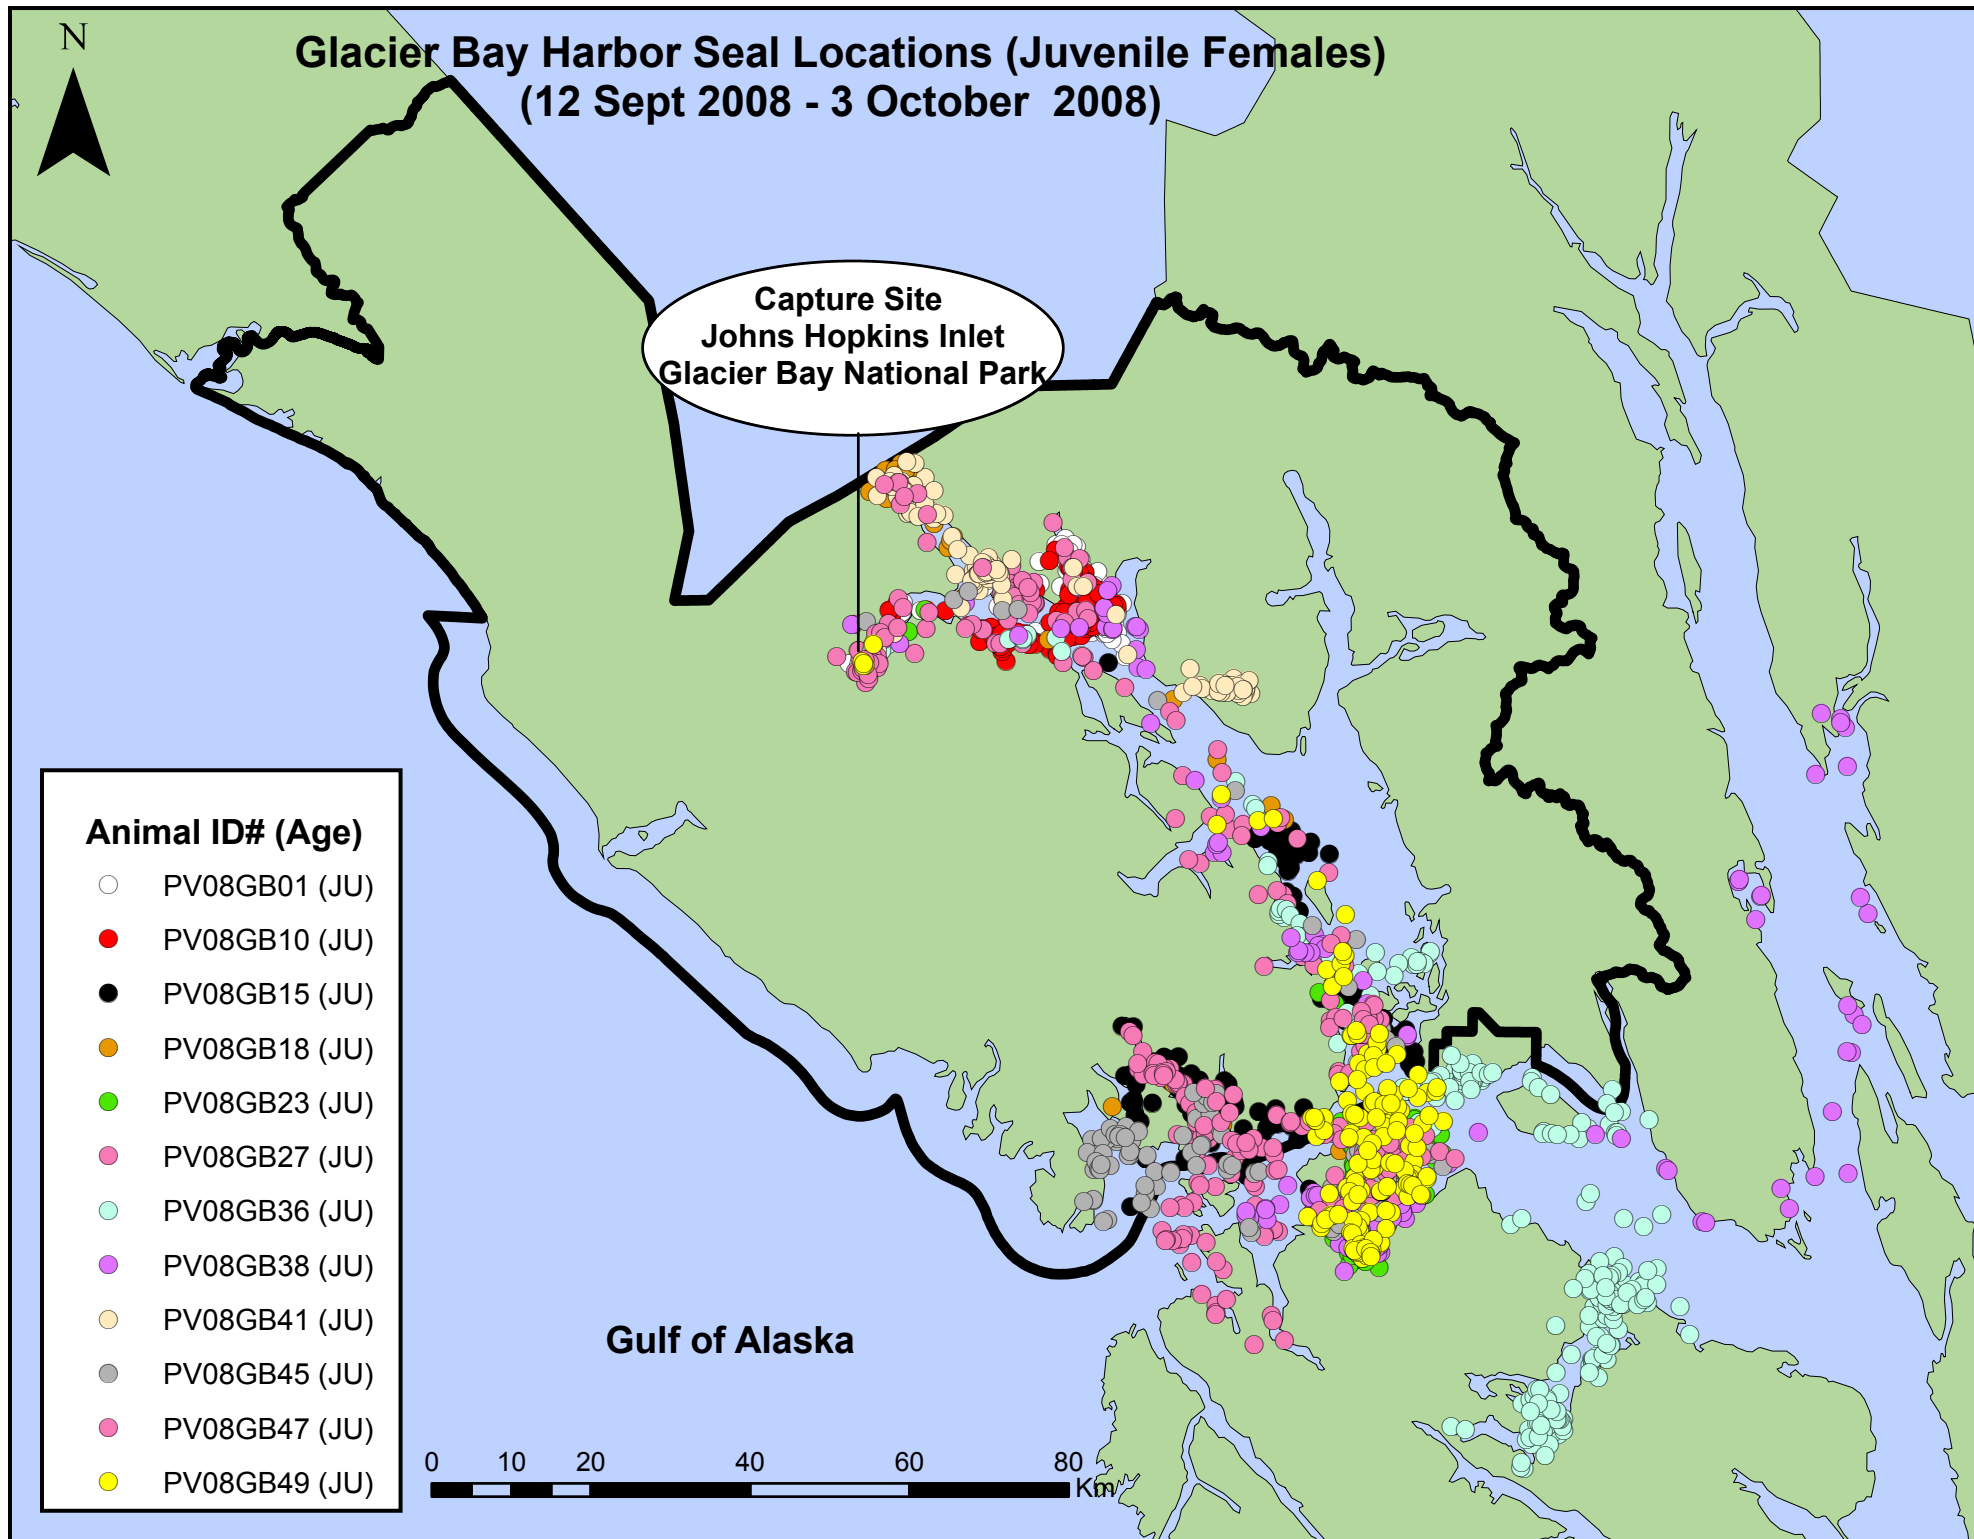 N
Glacier Bay Harbor Seal Locations (Juvenile Females)
(12 Sept 2008 - 3 October 2008)
Capture Site
Johns Hopkins Inlet
Glacier Bay National Park
Animal ID# (Age)
PV08GB01 (JU)
PV08GB10 (JU)
PV08GB15 (JU)
PV08GB18 (JU)
PV08GB23 (JU)
PV08GB27 (JU)
PV08GB36 (JU)
PV08GB38 (JU)
PV08GB41 (JU)
PV08GB45 (JU)
PV08GB47 (JU)
PV08GB49 (JU)
Gulf of Alaska
0 10 20 40 60 80
Km